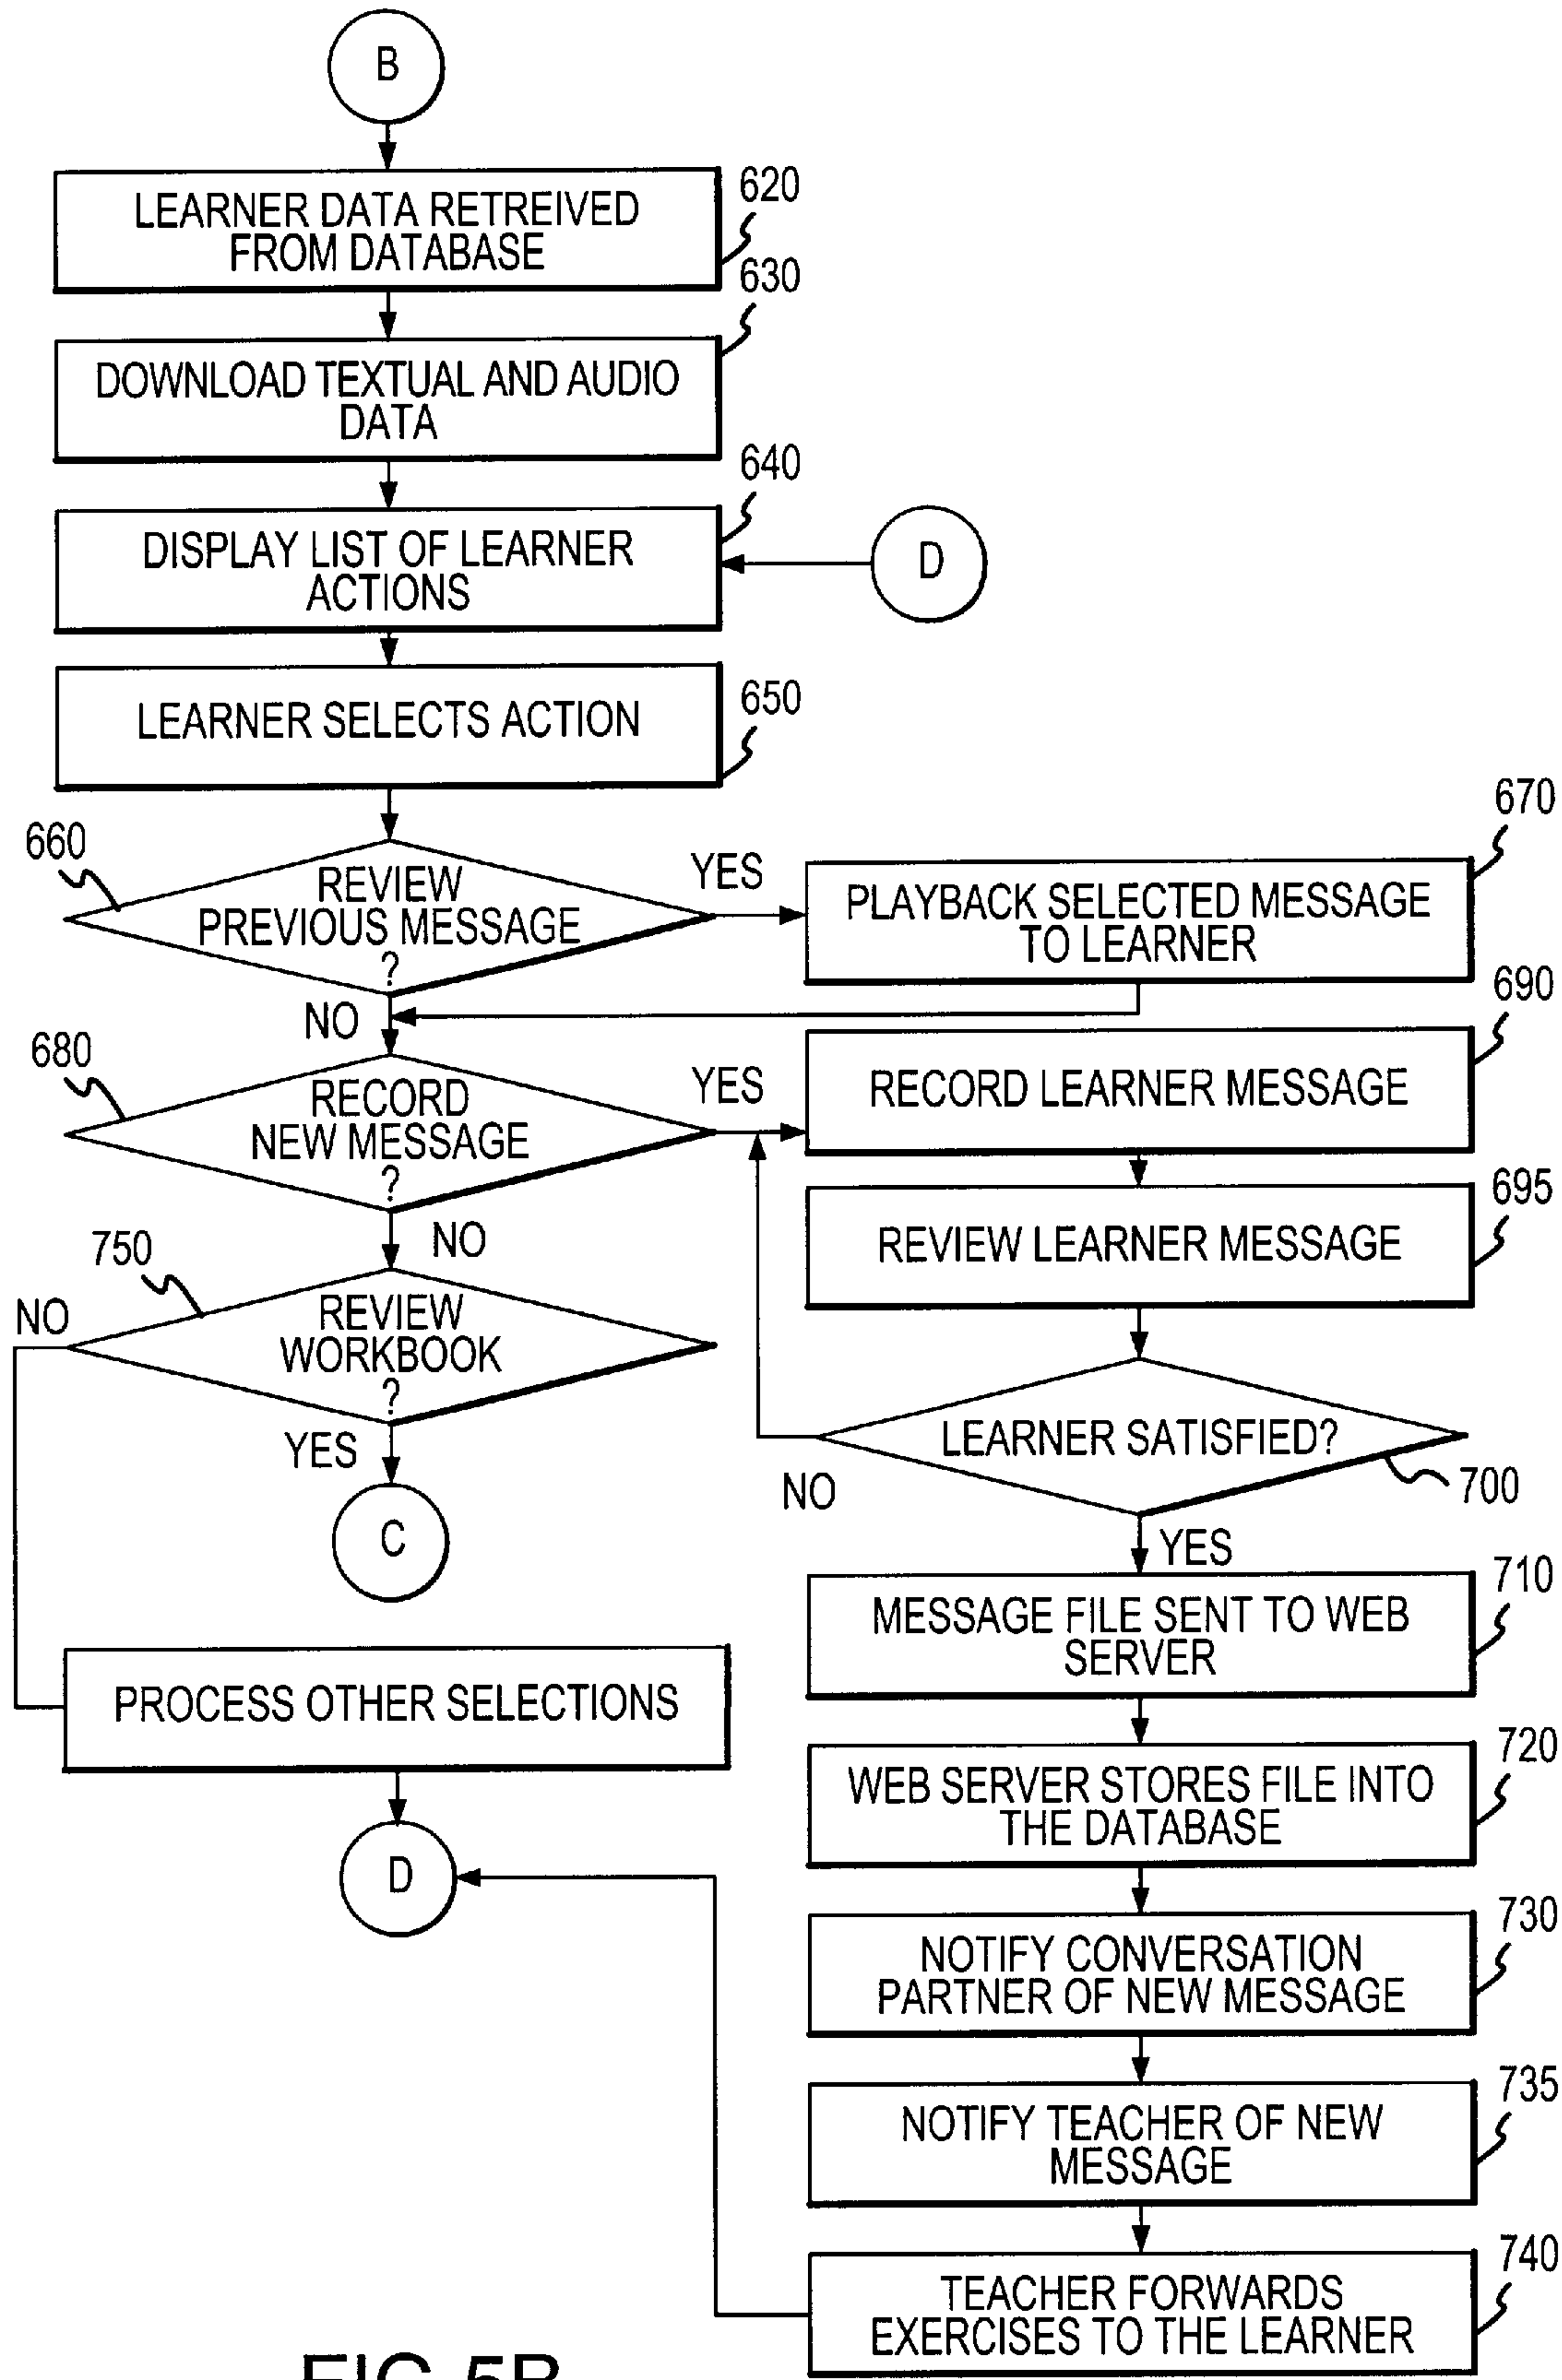 B
620
LEARNER DATA RETREIVED
FROM DATABASE
630
DOWNLOAD TEXTUAL AND AUDIO
DATA
640
DISPLAY LIST OF LEARNER
ACTIONS
D
650
LEARNER SELECTS ACTION
660
REVIEW
PREVIOUS MESSAGE
?
YES
670
PLAYBACK SELECTED MESSAGE
TO LEARNER
NO
680
RECORD
NEW MESSAGE
?
YES
690
RECORD LEARNER MESSAGE
695
REVIEW LEARNER MESSAGE
NO
750
REVIEW
WORKBOOK
?
NO
YES
C
LEARNER SATISFIED?
700
NO
YES
710
MESSAGE FILE SENT TO WEB
SERVER
PROCESS OTHER SELECTIONS
720
WEB SERVER STORES FILE INTO
THE DATABASE
D
730
NOTIFY CONVERSATION
PARTNER OF NEW MESSAGE
735
NOTIFY TEACHER OF NEW
MESSAGE
740
TEACHER FORWARDS
EXERCISES TO THE LEARNER
FIG.5B